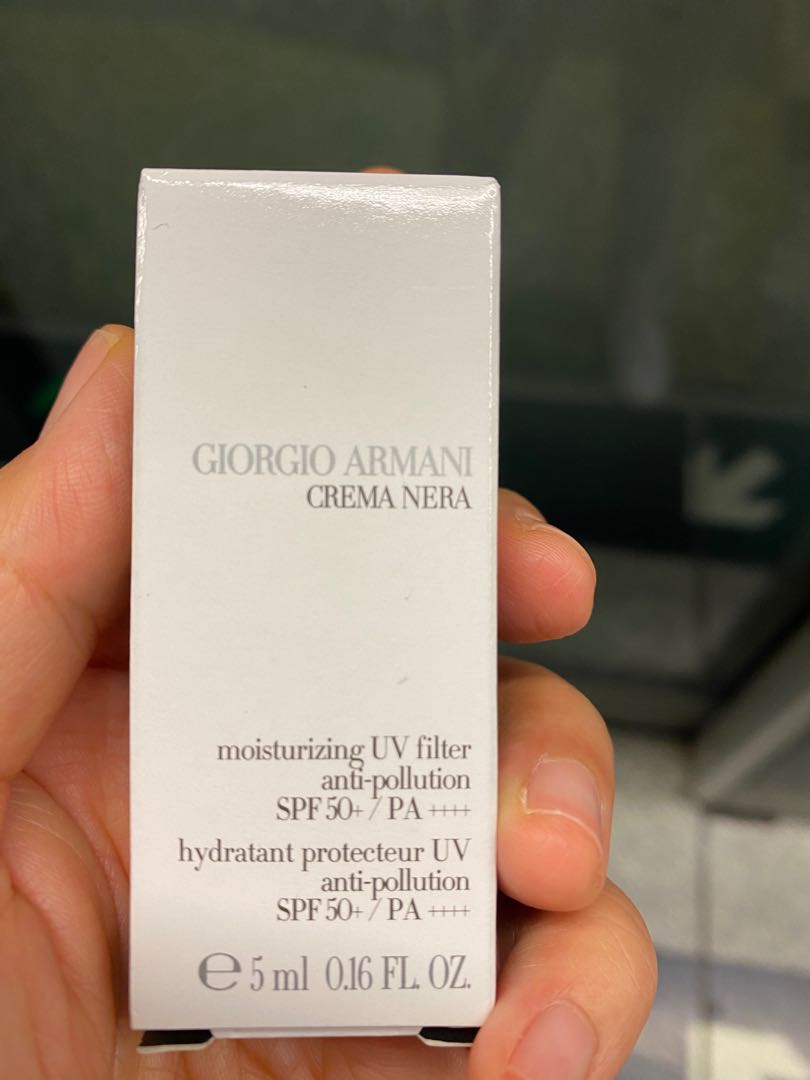 GIORGIO ARMANI
CREMA NERA
moisturizing UV filter
anti-pollution
SPF 50+ / PA ++++
hydratant protecteur UV
anti-pollution
SPF 50+ / PA ++++
℮ 5 ml 0.16 FL. OZ.